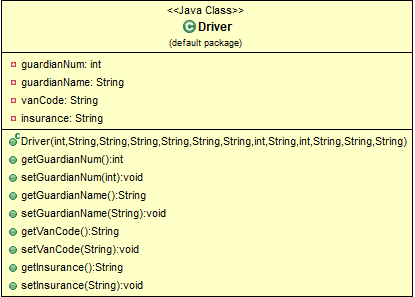 <<Java Class>>
Driver
(default package)
guardianNum: int
guardianName: String
vanCode: String
insurance: String
Driver(int,String,String,String,String,String,String,int,String,int,String,String,String)
getGuardianNum():int
setGuardianNum(int):void
getGuardianName():String
setGuardianName(String):void
getVanCode():String
setVanCode(String):void
getInsurance():String
setInsurance(String):void